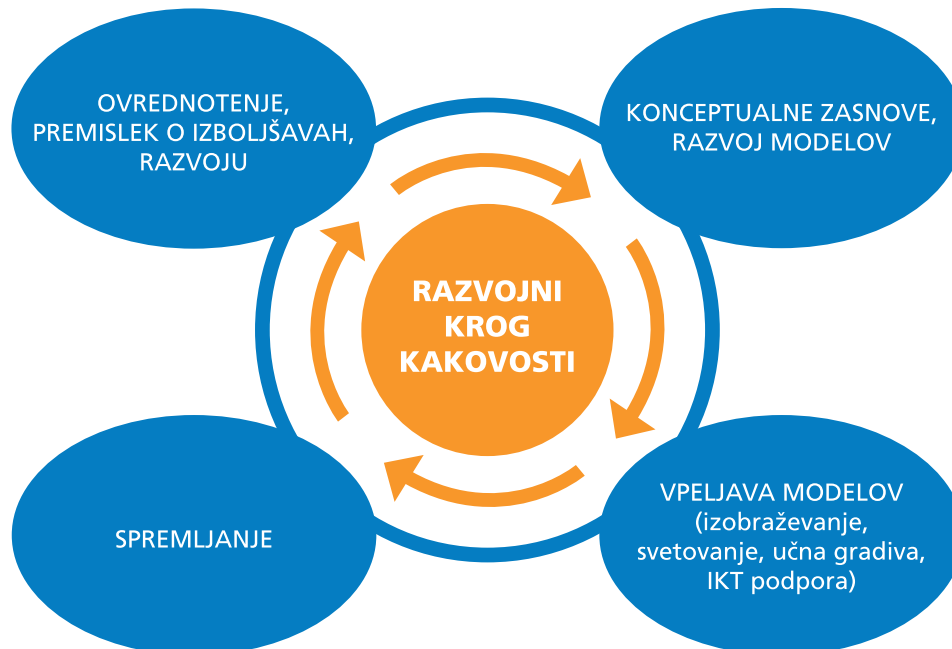 OVREDNOTENJE,
PREMISLEK O IZBOLJŠAVAH,
RAZVOJU
KONCEPTUALNE ZASNOVE,
RAZVOJ MODELOV
RAZVOJNI
KROG
KAKOVOSTI
SPREMLJANJE
VPELJAVA MODELOV
(izobraževanje,
svetovanje, učna gradiva,
IKT podpora)